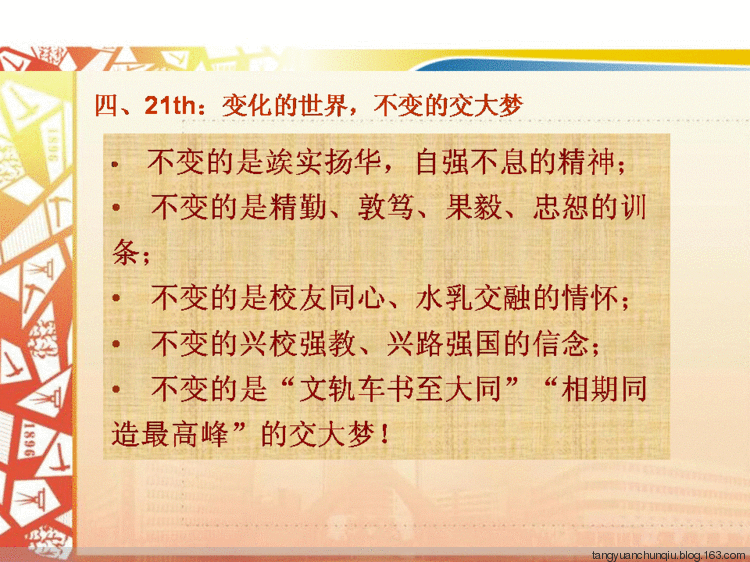 四、21th：变化的世界，不变的交大梦
• 不变的是竢实扬华，自强不息的精神；
• 不变的是精勤、敦笃、果毅、忠恕的训
条；
• 不变的是校友同心、水乳交融的情怀；
• 不变的兴校强教、兴路强国的信念；
• 不变的是“文轨车书至大同”“相期同
造最高峰”的交大梦！
1896
1896
tangyuanchunqiu.blog.163.com